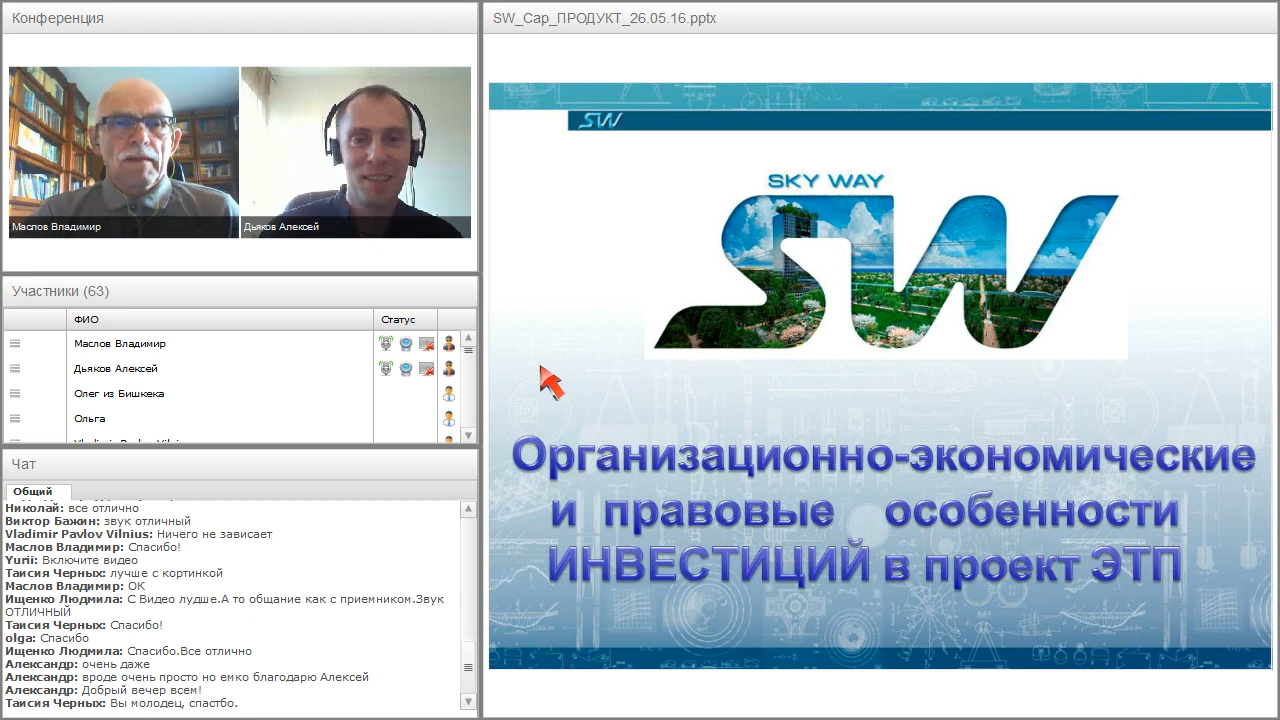 Конференция
Маслов Владимир
Дьяков Алексей
Участники (63)
ФИО Статус
Маслов Владимир
Дьяков Алексей
Олег из Бишкека
Ольга
Чат
Общий
Николай: все отлично
Виктор Бажин: звук отличный
Vladimir Pavlov Vilnius: Ничего не зависает
Маслов Владимир: Спасибо!
Yurii: Включите видео
Таисия Черных: лучше с кортинкой
Маслов Владимир: ОК
Ищенко Людмила: С Видео лудше.А то общание как с приемником.Звук
ОТЛИЧНЫЙ
Таисия Черных: Спасибо!
olga: Спасибо
Ищенко Людмила: Спасибо.Все отлично
Александр: очень даже
Александр: вроде очень просто но емко благодарю Алексей
Александр: Добрый вечер всем!
Таисия Черных: Вы молодец, спастбо.
SW_Cap_ПРОДУКТ_26.05.16.pptx
SW
SKY WAY
SW
Организационно-экономические
и правовые особенности
ИНВЕСТИЦИЙ в проект ЭТП